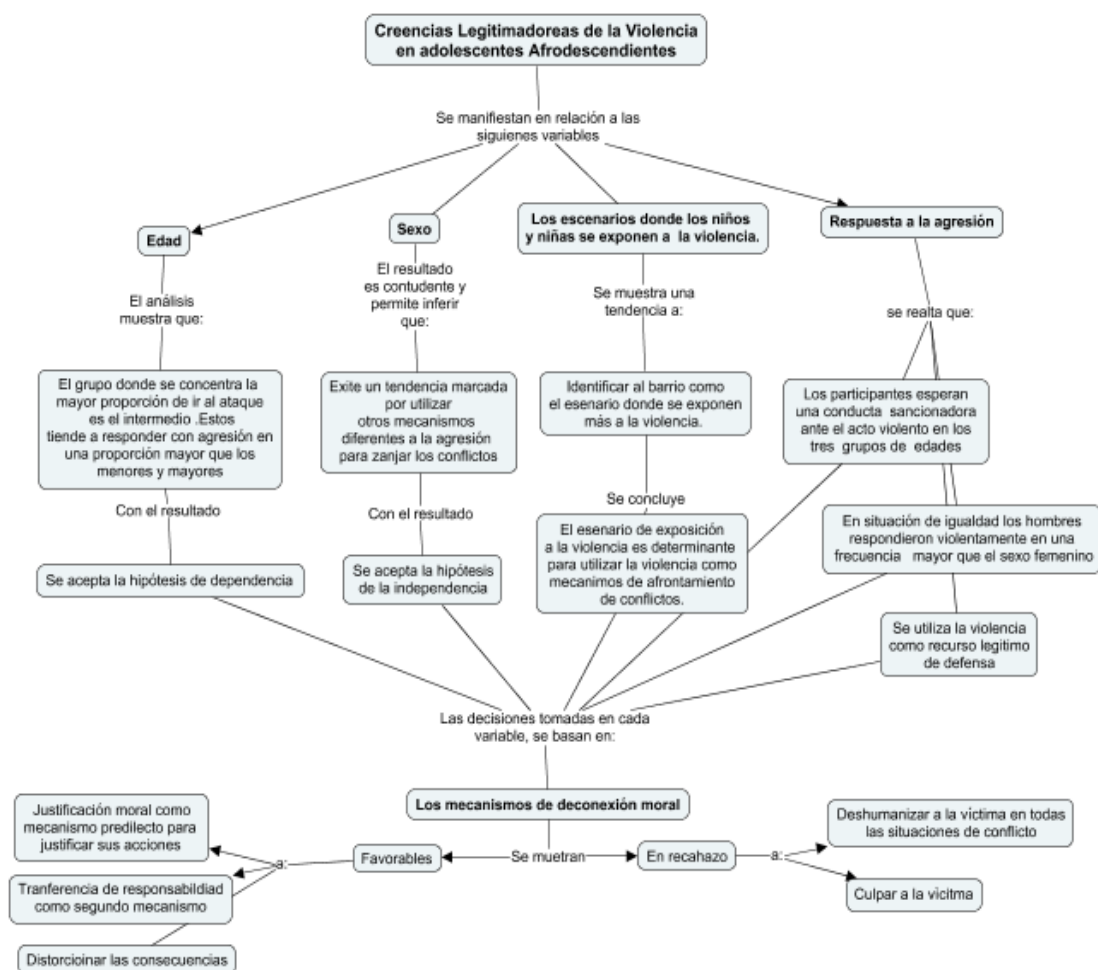 Creencias Legitimadoreas de la Violencia
en adolescentes Afrodescendientes
Se manifiestan en relación a las
siguienes variables
Edad
El análisis
muestra que:
El grupo donde se concentra la
mayor proporción de ir al ataque
es el intermedio .Estos
tiende a responder con agresión en
una proporción mayor que los
menores y mayores
Con el resultado
Se acepta la hipótesis de dependencia
Sexo
El resultado
es contudente y
permite inferir
que:
Exite un tendencia marcada
por utilizar
otros mecanismos
diferentes a la agresión
para zanjar los conflictos
Con el resultado
Se acepta la hipótesis
de la independencia
Los escenarios donde los niños
y niñas se exponen a la violencia.
Se muestra una
tendencia a:
Identificar al barrio como
el esenario donde se exponen
más a la violencia.
Se concluye
El esenario de exposición
a la violencia es determinante
para utilizar la violencia como
mecanimos de afrontamiento
de conflictos.
Respuesta a la agresión
se realta que:
Los participantes esperan
una conducta sancionadora
ante el acto violento en los
tres grupos de edades
En situación de igualdad los hombres
respondieron violentamente en una
frecuencia mayor que el sexo femenino
Se utiliza la violencia
como recurso legitimo
de defensa
Las decisiones tomadas en cada
variable, se basan en:
Los mecanismos de deconexión moral
Se muetran
Favorables
a:
Justificación moral como
mecanismo predilecto para
justificar sus acciones
Tranferencia de responsabildiad
como segundo mecanismo
Distorcioinar las consecuencias
En recahazo
a:
Deshumanizar a la víctima en todas
las situaciones de conflicto
Culpar a la vicitma